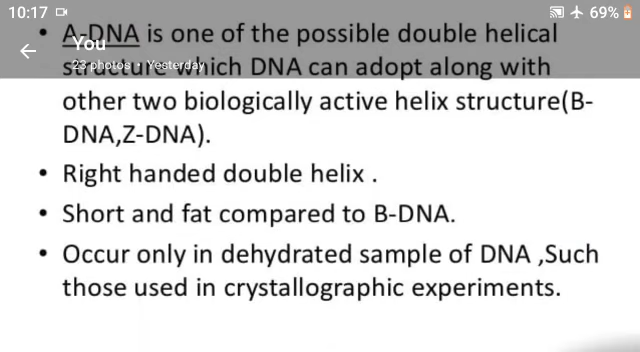 10:17 69%
• A-DNA is one of the possible double helical
You
structure which DNA can adopt along with
23 photos • Yesterday
other two biologically active helix structure(B-
DNA,Z-DNA).
• Right handed double helix .
• Short and fat compared to B-DNA.
• Occur only in dehydrated sample of DNA ,Such
those used in crystallographic experiments.